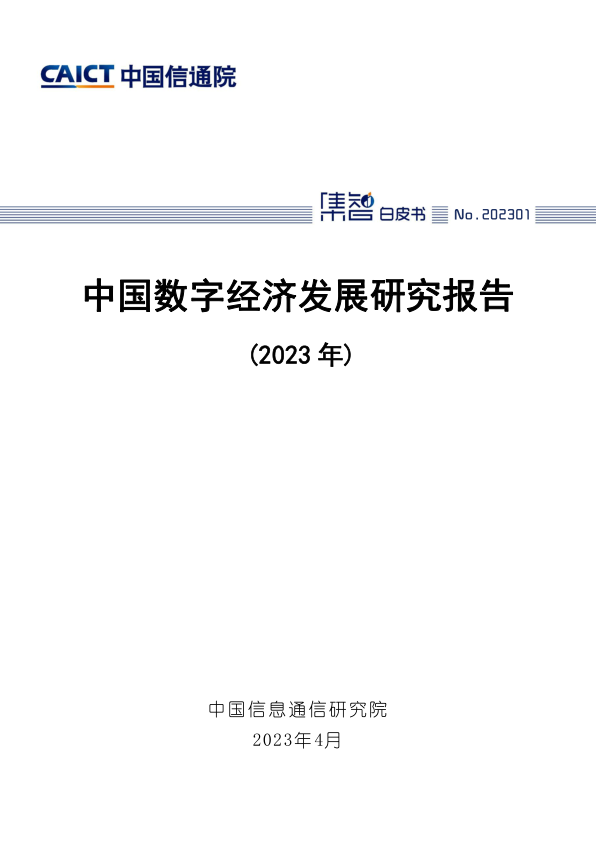 CAICT 中国信通院
集智 白皮书 No.202301
中国数字经济发展研究报告
(2023 年)
中国信息通信研究院
2023年4月